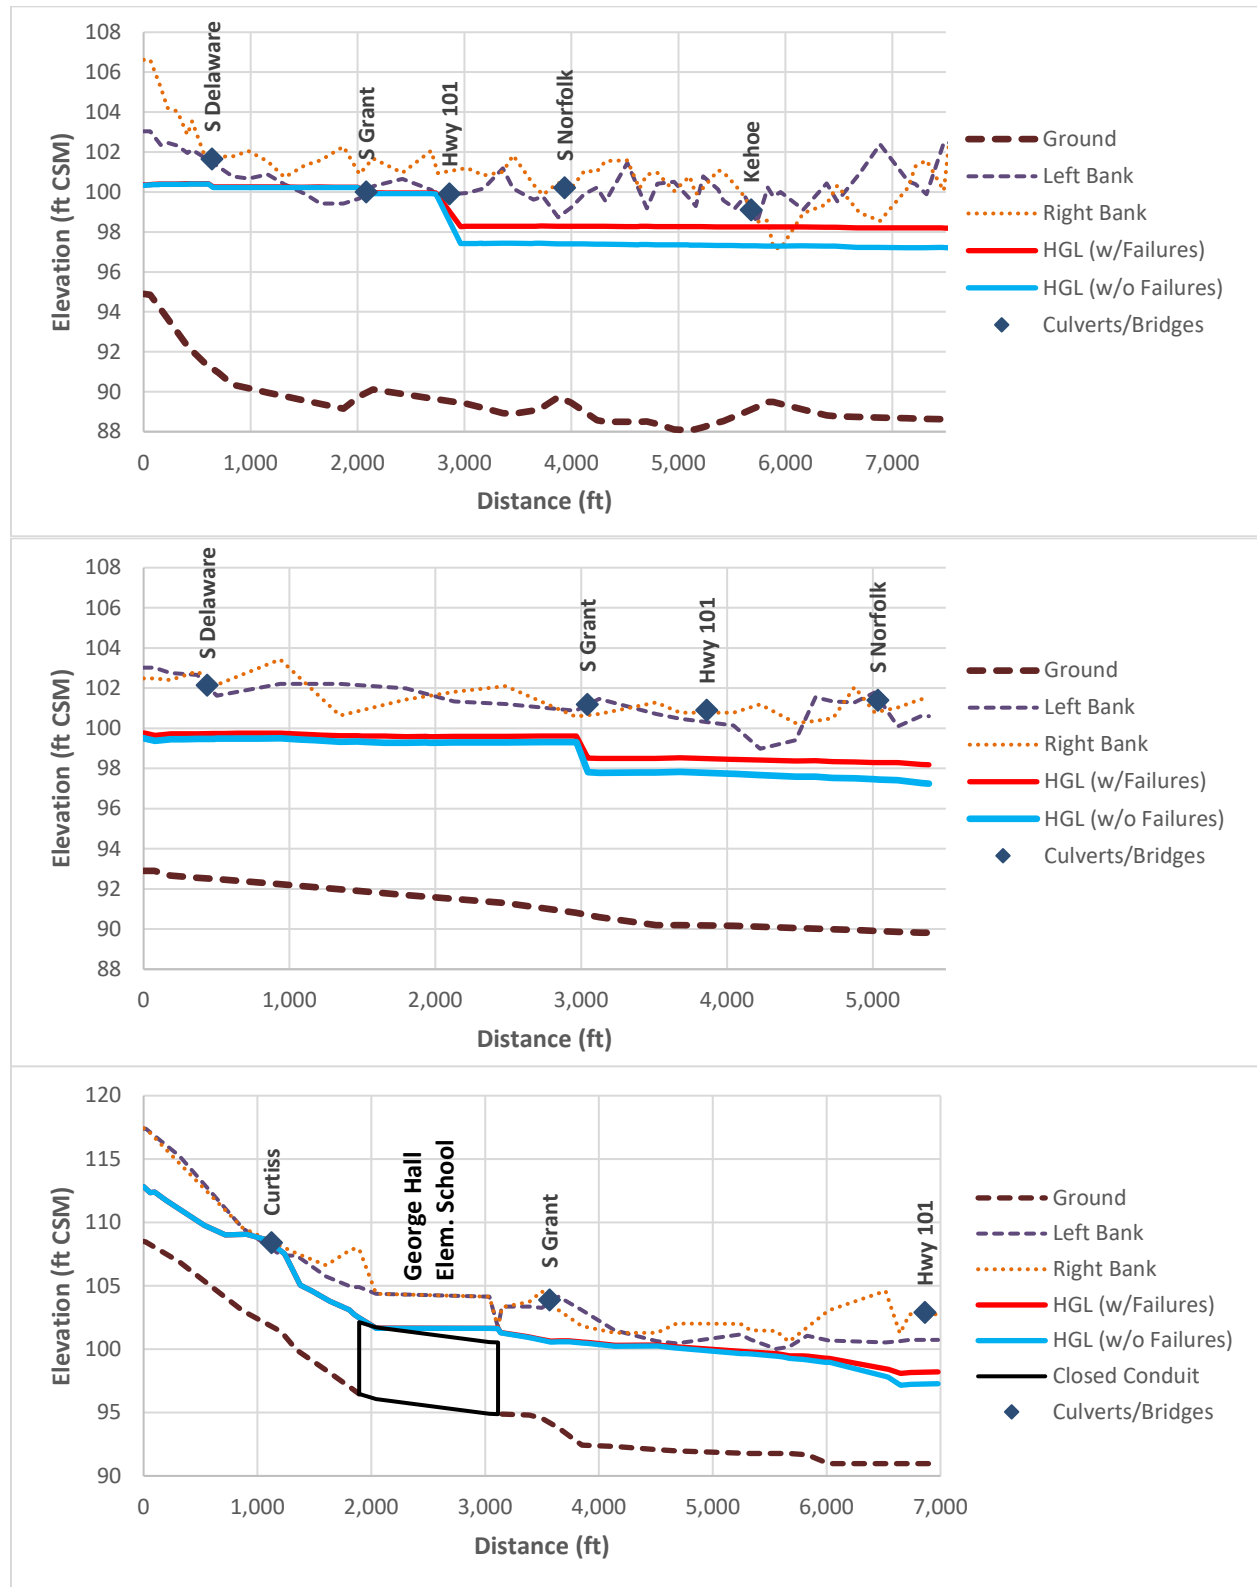 108
106
104
102
100
98
96
94
92
90
88
Elevation (ft CSM)
S Delaware
S Grant
Hwy 101
S Norfolk
Kehoe
0
1,000
2,000
3,000
4,000
5,000
6,000
7,000
Distance (ft)
Ground
Left Bank
Right Bank
HGL (w/Failures)
HGL (w/o Failures)
Culverts/Bridges
108
106
104
102
100
98
96
94
92
90
88
Elevation (ft CSM)
S Delaware
S Grant
Hwy 101
S Norfolk
0
1,000
2,000
3,000
4,000
5,000
Distance (ft)
Ground
Left Bank
Right Bank
HGL (w/Failures)
HGL (w/o Failures)
Culverts/Bridges
120
115
110
105
100
95
90
Elevation (ft CSM)
Curtiss
George Hall
Elem. School
S Grant
Hwy 101
0
1,000
2,000
3,000
4,000
5,000
6,000
7,000
Distance (ft)
Ground
Left Bank
Right Bank
HGL (w/Failures)
HGL (w/o Failures)
Closed Conduit
Culverts/Bridges